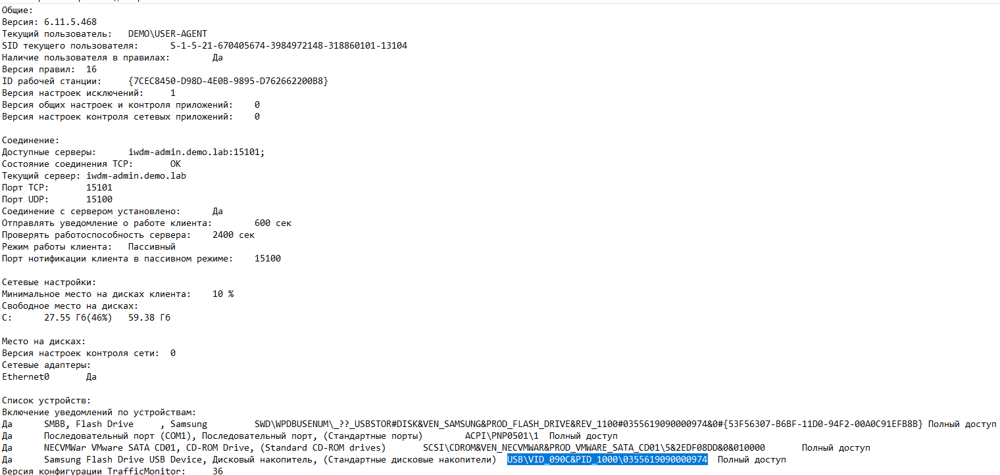 Общие:
Версия: 6.11.5.468
Текущий пользователь: DEMO\USER-AGENT
SID текущего пользователя: S-1-5-21-670405674-3984972148-318860101-13104
Наличие пользователя в правилах: Да
Версия правил: 16
ID рабочей станции: {7CEC8450-D98D-4E0B-9895-D762662200B8}
Версия настроек исключений: 1
Версия общих настроек и контроля приложений: 0
Версия настроек контроля сетевых приложений: 0
Соединение:
Доступные серверы: iwdm-admin.demo.lab:15101;
Состояние соединения TCP: OK
Текущий сервер: iwdm-admin.demo.lab
Порт TCP: 15101
Порт UDP: 15100
Соединение с сервером установлено: Да
Отправлять уведомление о работе клиента: 600 сек
Проверять работоспособность сервера: 2400 сек
Режим работы клиента: Пассивный
Порт нотификации клиента в пассивном режиме: 15100
Сетевые настройки:
Минимальное место на дисках клиента: 10 %
Свободное место на дисках:
C: 27.55 Гб(46%) 59.38 Гб
Место на дисках:
Версия настроек контроля сети: 0
Сетевые адаптеры:
Ethernet0 Да
Список устройств:
Включение уведомлений по устройствам:
Да SMBB, Flash Drive , Samsung SWD\WPDBUSENUM\_??_USBSTOR#DISK&VEN_SAMSUNG&PROD_FLASH_DRIVE&REV_1100#0355619090000974&0#{53F56307-B6BF-11D0-94F2-00A0C91EFB8B} Полный доступ
Да Последовательный порт (COM1), Последовательный порт, (Стандартные порты) ACPI\PNP0501\1 Полный доступ
Да NECVMWar VMware SATA CD01, CD-ROM Drive, (Standard CD-ROM drives) SCSI\CDROM&VEN_NECVMWAR&PROD_VMWARE_SATA_CD01\5&2EDF08DD&0&010000 Полный доступ
Да Samsung Flash Drive USB Device, Дисковый накопитель, (Стандартные дисковые накопители) USB\VID_090C&PID_1000\0355619090000974 Полный доступ
Версия конфигурации TrafficMonitor: 36